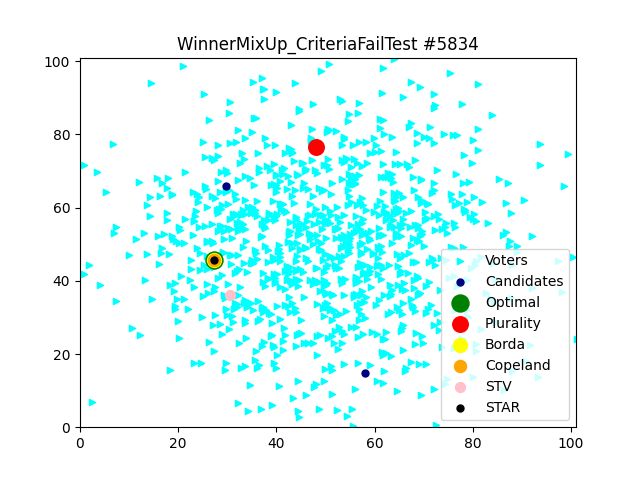 WinnerMixUp_CriteriaFailTest #5834
100
80
60
40
20
0
0
20
40
60
80
100
Voters
Candidates
Optimal
Plurality
Borda
Copeland
STV
STAR